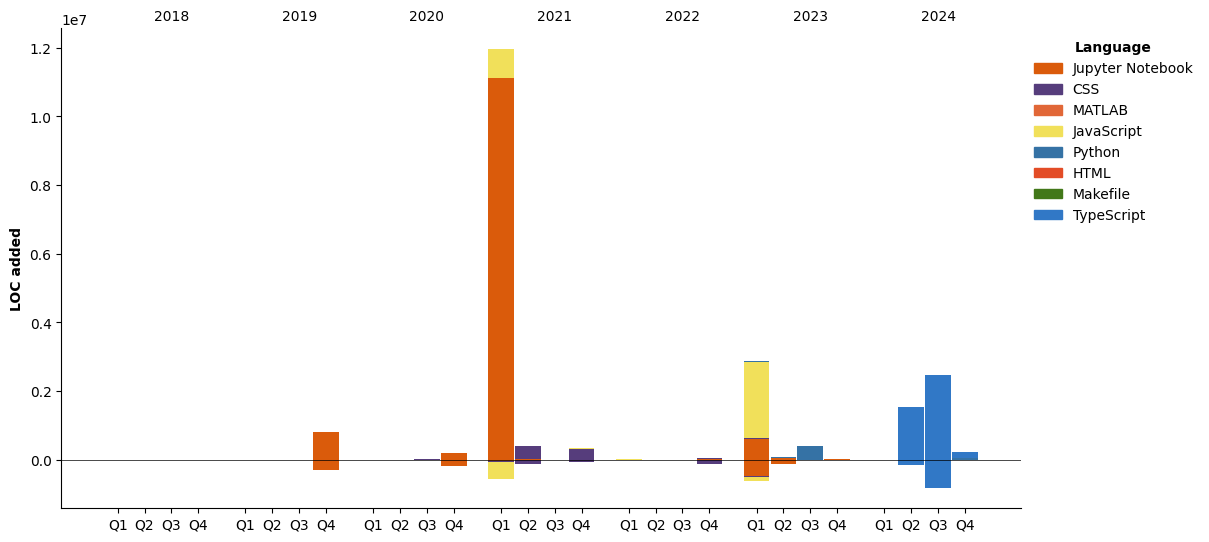 1e7
2018 2019 2020 2021 2022 2023 2024
1.2
1.0
0.8
0.6
0.4
0.2
0.0
LOC added
Q1 Q2 Q3 Q4 Q1 Q2 Q3 Q4 Q1 Q2 Q3 Q4 Q1 Q2 Q3 Q4 Q1 Q2 Q3 Q4 Q1 Q2 Q3 Q4 Q1 Q2 Q3 Q4
Language
Jupyter Notebook
CSS
MATLAB
JavaScript
Python
HTML
Makefile
TypeScript